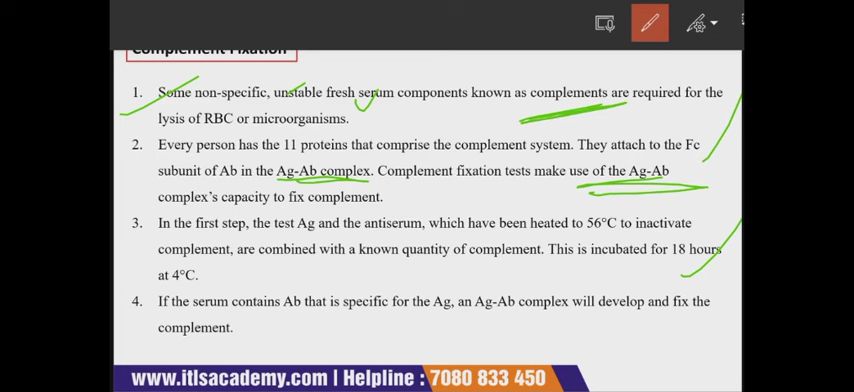 Complement Fixation
1. Some non-specific, unstable fresh serum components known as complements are required for the
lysis of RBC or microorganisms.
2. Every person has the 11 proteins that comprise the complement system. They attach to the Fc
subunit of Ab in the Ag-Ab complex. Complement fixation tests make use of the Ag-Ab
complex's capacity to fix complement.
3. In the first step, the test Ag and the antiserum, which have been heated to 56°C to inactivate
complement, are combined with a known quantity of complement. This is incubated for 18 hours
at 4°C.
4. If the serum contains Ab that is specific for the Ag, an Ag-Ab complex will develop and fix the
complement.
www.itlsacademy.com | Helpline : 7080 833 450